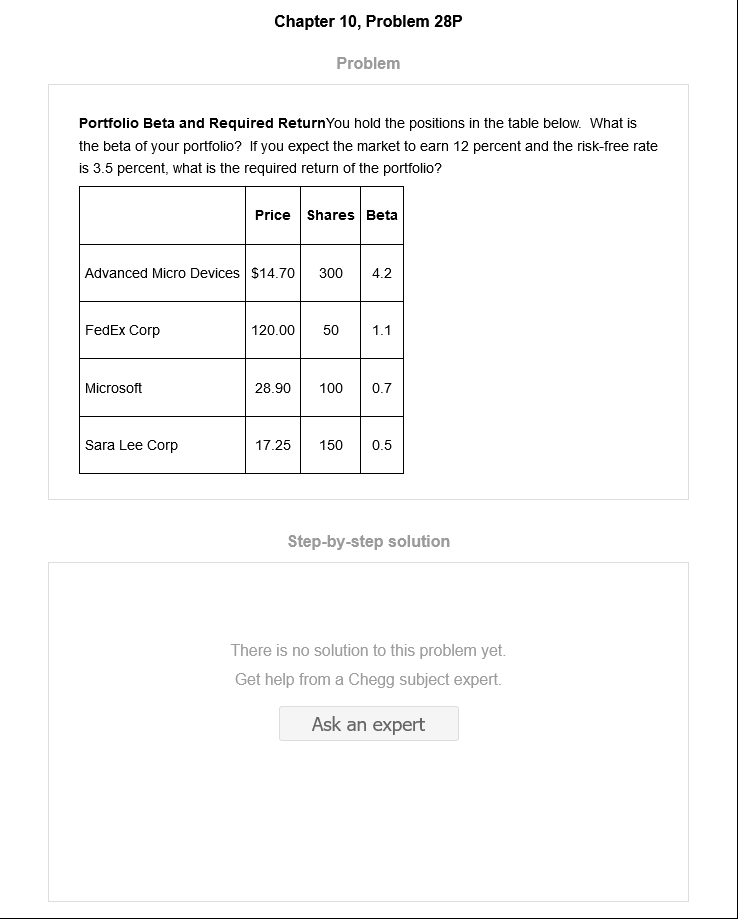 Chapter 10, Problem 28P
Problem
Portfolio Beta and Required ReturnYou hold the positions in the table below.  What is
the beta of your portfolio?  If you expect the market to earn 12 percent and the risk-free rate
is 3.5 percent, what is the required return of the portfolio?
Price Shares Beta
Advanced Micro Devices $14.70 300 4.2
FedEx Corp 120.00 50 1.1
Microsoft 28.90 100 0.7
Sara Lee Corp 17.25 150 0.5
Step-by-step solution
There is no solution to this problem yet.
Get help from a Chegg subject expert.
Ask an expert